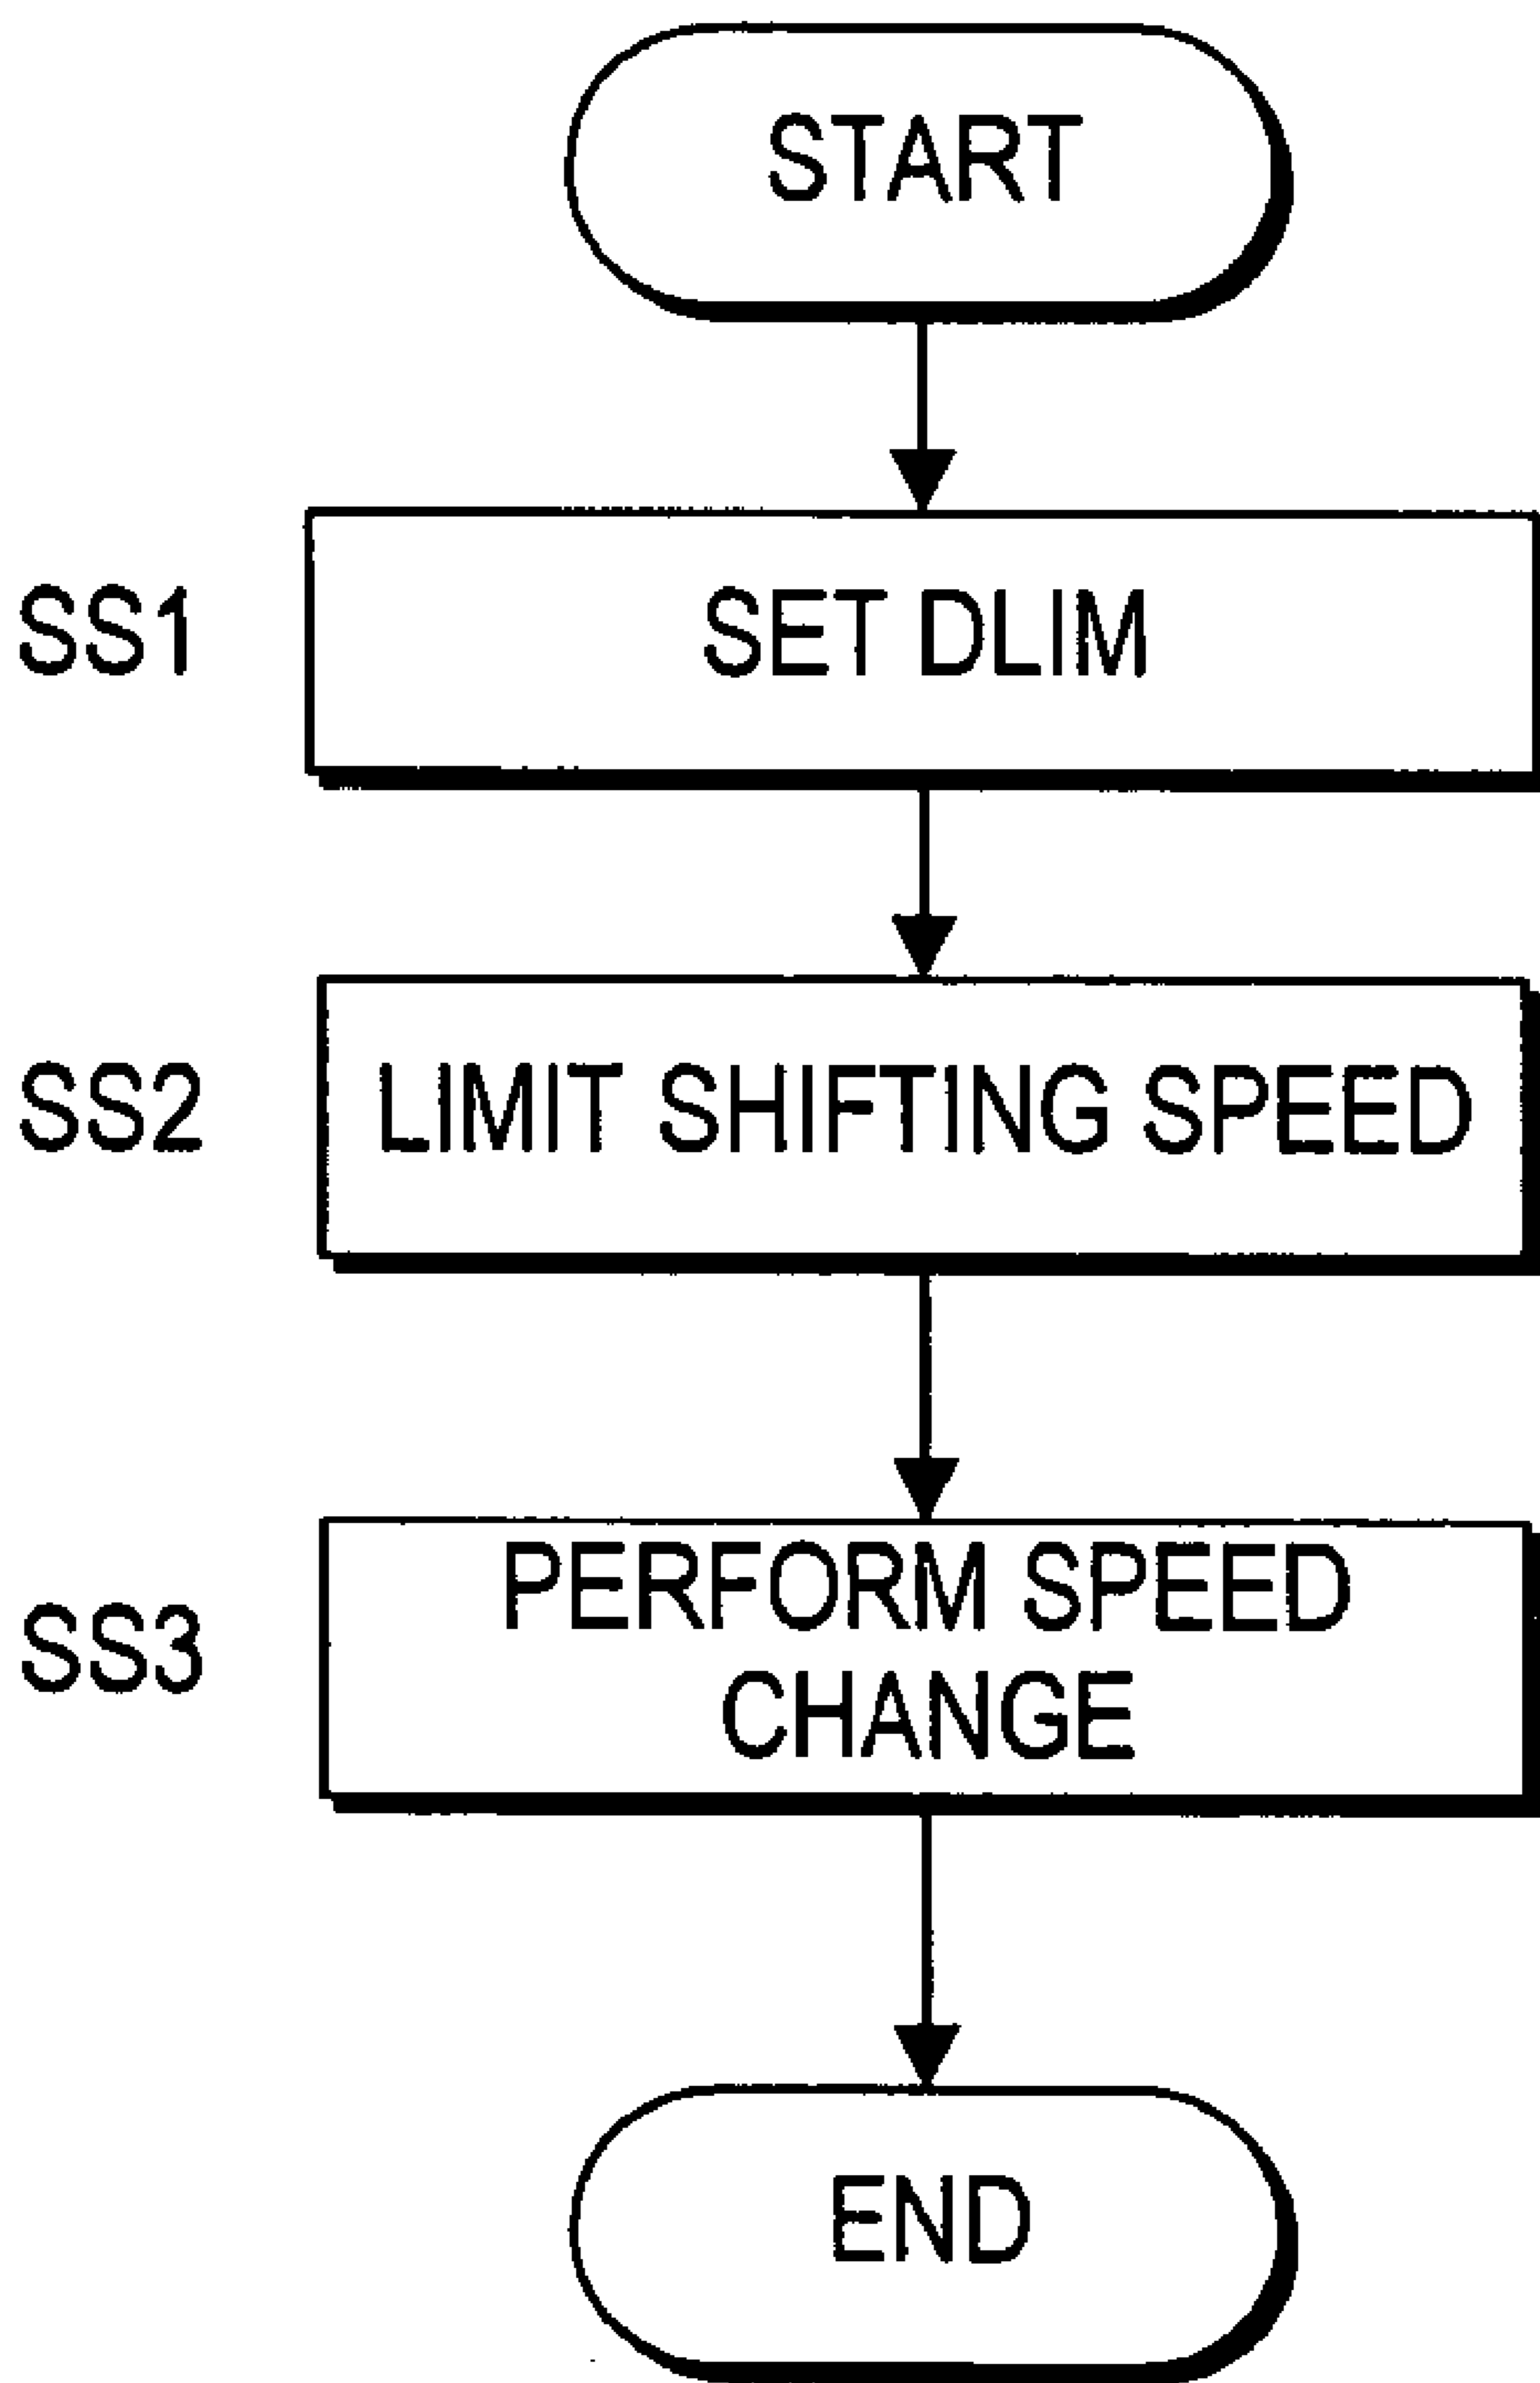 START
SS1
SET DLIM
SS2
LIMIT SHIFTING SPEED
SS3
PERFORM SPEED
CHANGE
END